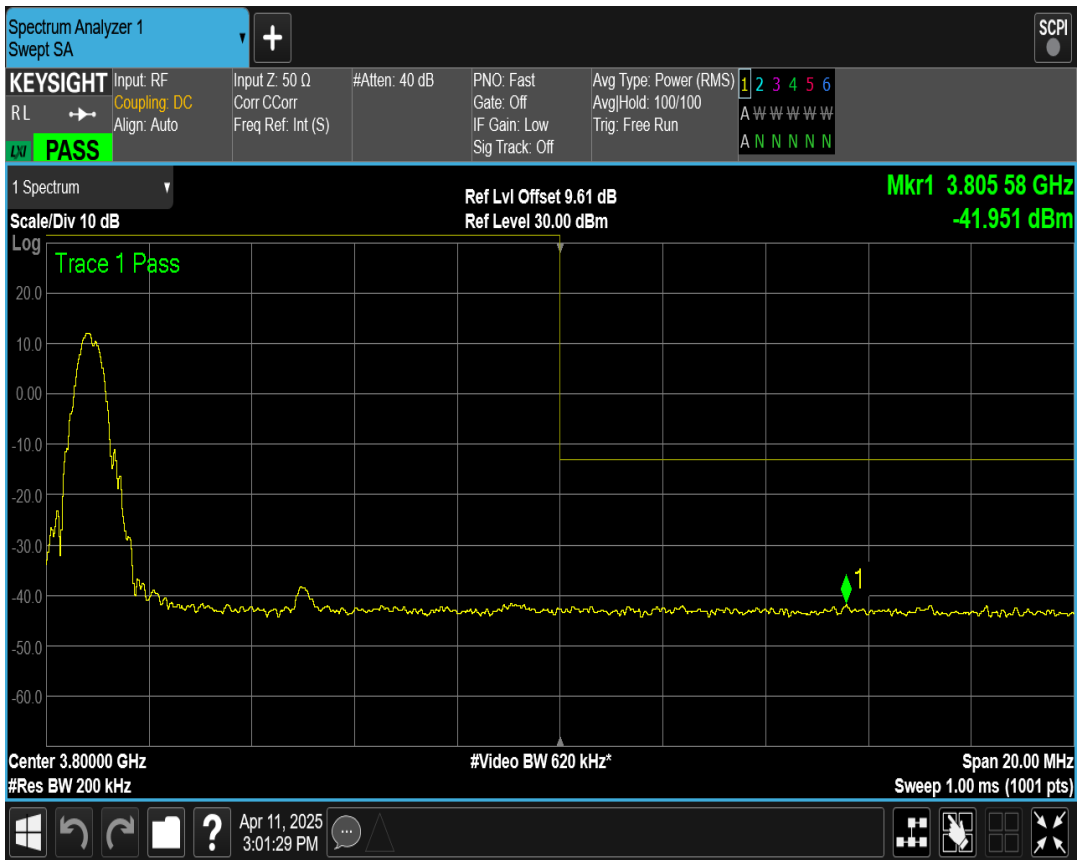 Spectrum Analyzer 1
Swept SA
SCPI
KEYSIGHT
RL
LXI PASS
Input: RF
Coupling: DC
Align: Auto
Input Z: 50 Ω
Corr CCorr
Freq Ref: Int (S)
#Atten: 40 dB
PNO: Fast
Gate: Off
IF Gain: Low
Sig Track: Off
Avg Type: Power (RMS)
Avg|Hold: 100/100
Trig: Free Run
1 2 3 4 5 6
A W W W W W
A N N N N N
1 Spectrum
Scale/Div 10 dB
Ref Lvl Offset 9.61 dB
Ref Level 30.00 dBm
Mkr1 3.805 58 GHz
-41.951 dBm
Log
Trace 1 Pass
20.0
10.0
0.00
-10.0
-20.0
-30.0
-40.0
-50.0
-60.0
1
Center 3.80000 GHz
#Res BW 200 kHz
#Video BW 620 kHz*
Span 20.00 MHz
Sweep 1.00 ms (1001 pts)
?
Apr 11, 2025
3:01:29 PM